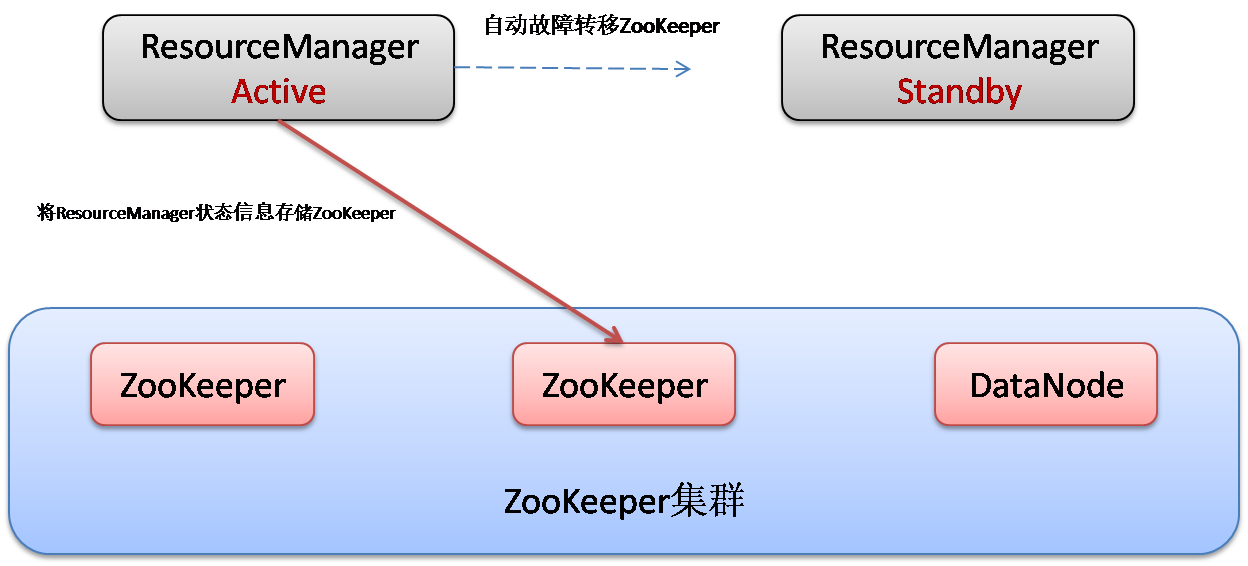 自动故障转移ZooKeeper
ResourceManager
Active
ResourceManager
Standby
将ResourceManager状态信息存储ZooKeeper
ZooKeeper
ZooKeeper
DataNode
ZooKeeper集群